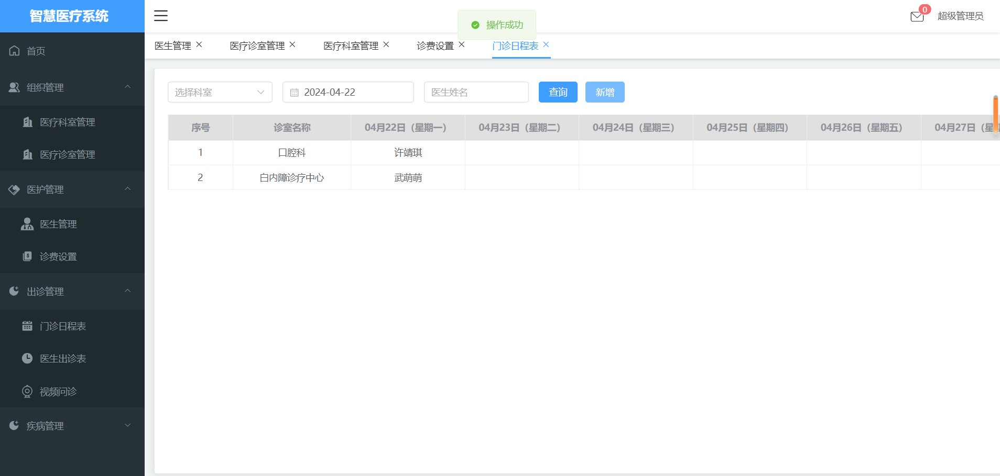 智慧医疗系统
操作成功
0
超级管理员
医生管理 医疗诊室管理 医疗科室管理 诊费设置 门诊日程表
首页
组织管理
医疗科室管理
医疗诊室管理
医护管理
医生管理
诊费设置
出诊管理
门诊日程表
医生出诊表
视频问诊
疾病管理
选择科室 2024-04-22 医生姓名 查询 新增
序号 诊室名称 04月22日（星期一） 04月23日（星期二） 04月24日（星期三） 04月25日（星期四） 04月26日（星期五） 04月27日（星
1 口腔科 许靖琪
2 白内障诊疗中心 武萌萌